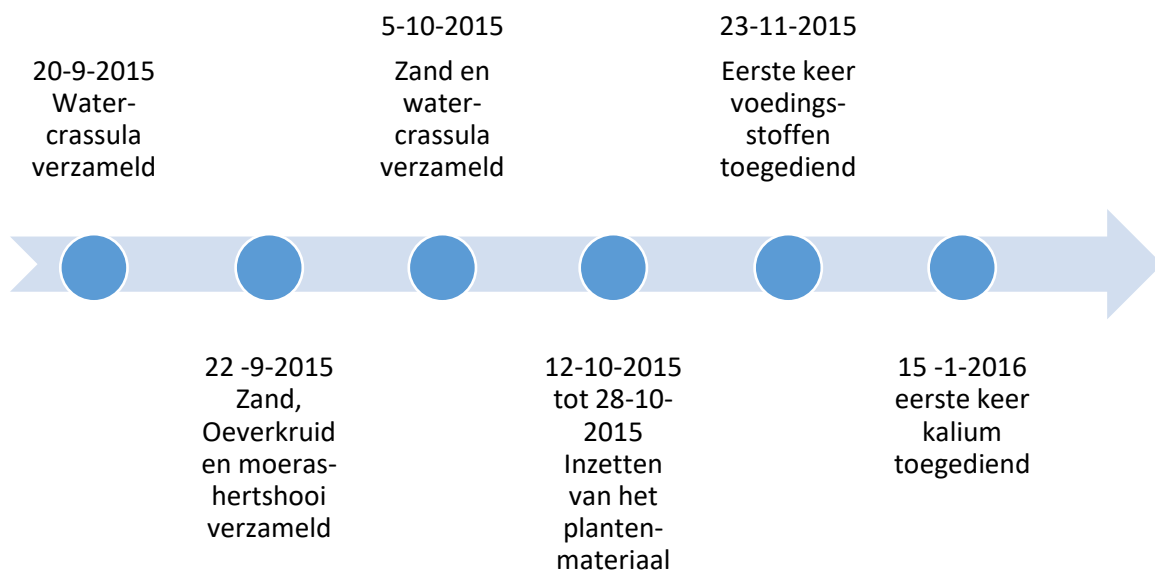 20-9-2015
Water-
crassula
verzameld
22 -9-2015
Zand,
Oeverkruid
en moeras-
hertshooi
verzameld
5-10-2015
Zand en
water-
crassula
verzameld
12-10-2015
tot 28-10-
2015
Inzetten
van het
planten-
materiaal
23-11-2015
Eerste keer
voedings-
stoffen
toegediend
15 -1-2016
eerste keer
kalium
toegediend